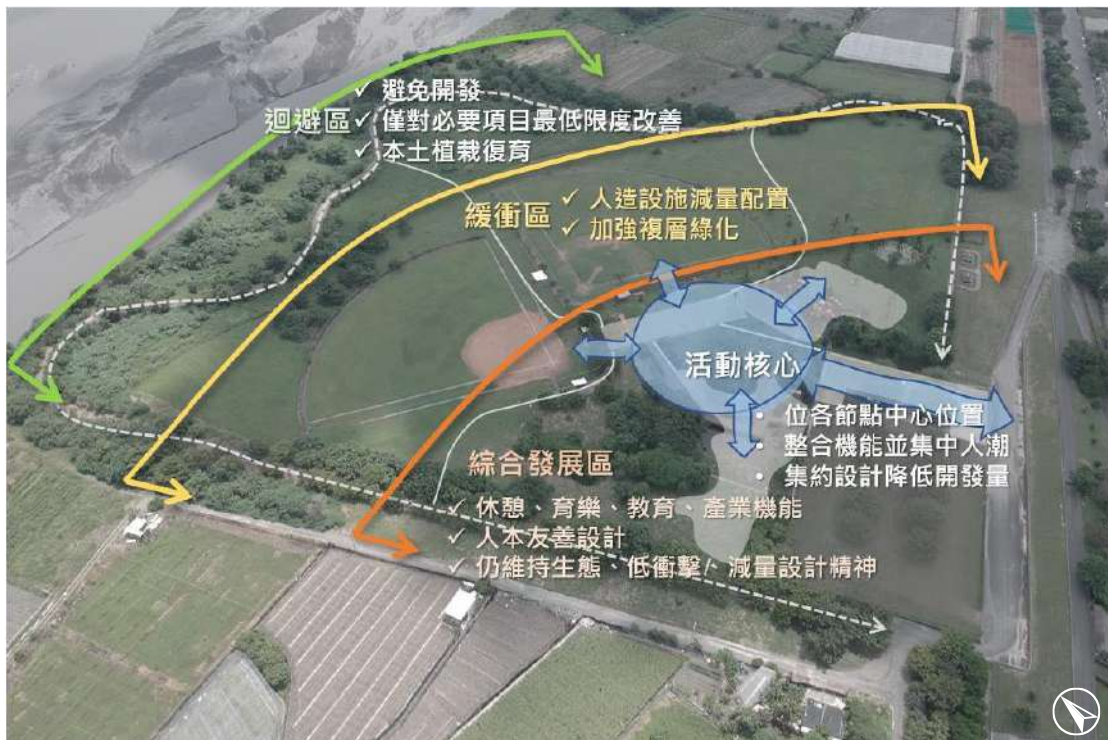 迴避區
✓ 避免開發
✓ 僅對必要項目最低限度改善
✓ 本土植栽復育
緩衝區
✓ 人造設施減量配置
✓ 加強複層綠化
活動核心
• 位各節點中心位置
• 整合機能並集中人潮
• 集約設計降低開發量
綜合發展區
✓ 休憩、育樂、教育、產業機能
✓ 人本友善設計
✓ 仍維持生態、低衝擊/減量設計精神